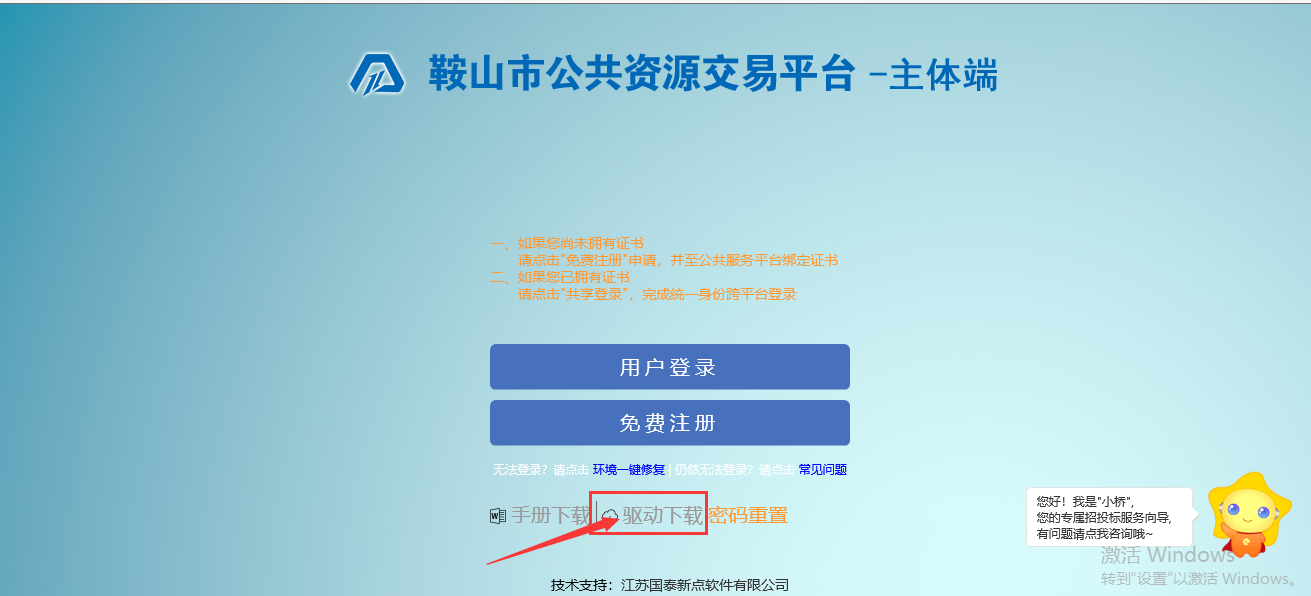 鞍山市公共资源交易平台 -主体端
一、如果您尚未拥有证书
请点击"免费注册"申请，并至公共服务平台绑定证书
二、如果您已拥有证书
请点击"共享登录"，完成统一身份跨平台登录
用户登录
免费注册
无法登录？请点击 环境一键修复 | 仍然无法登录？请点击 常见问题
手册下载 | 驱动下载 密码重置
您好！我是"小桥"，
您的专属招投标服务向导，
有问题请点我咨询哦~
激活 Windows
转到"设置"以激活 Windows。
技术支持：江苏国泰新点软件有限公司